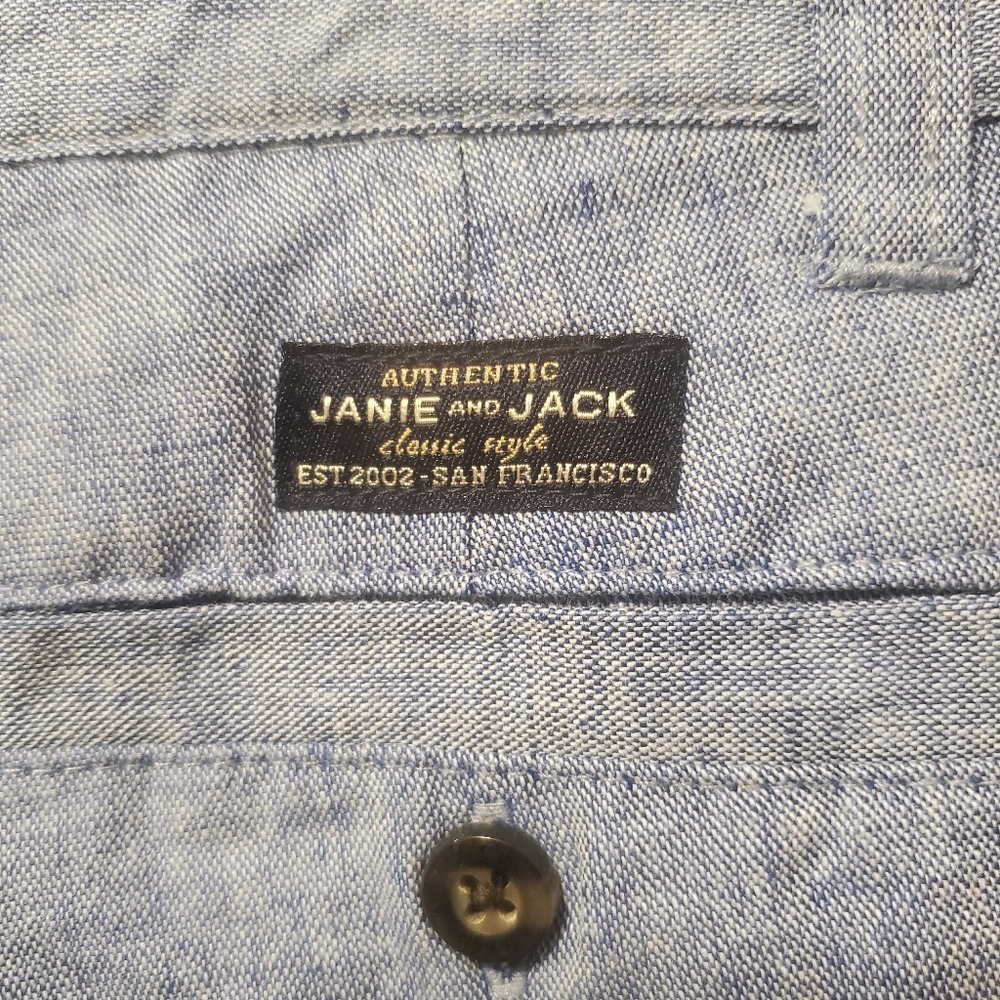 AUTHENTIC
JANIE AND JACK
classic style
EST 2002-SAN FRANCISCO